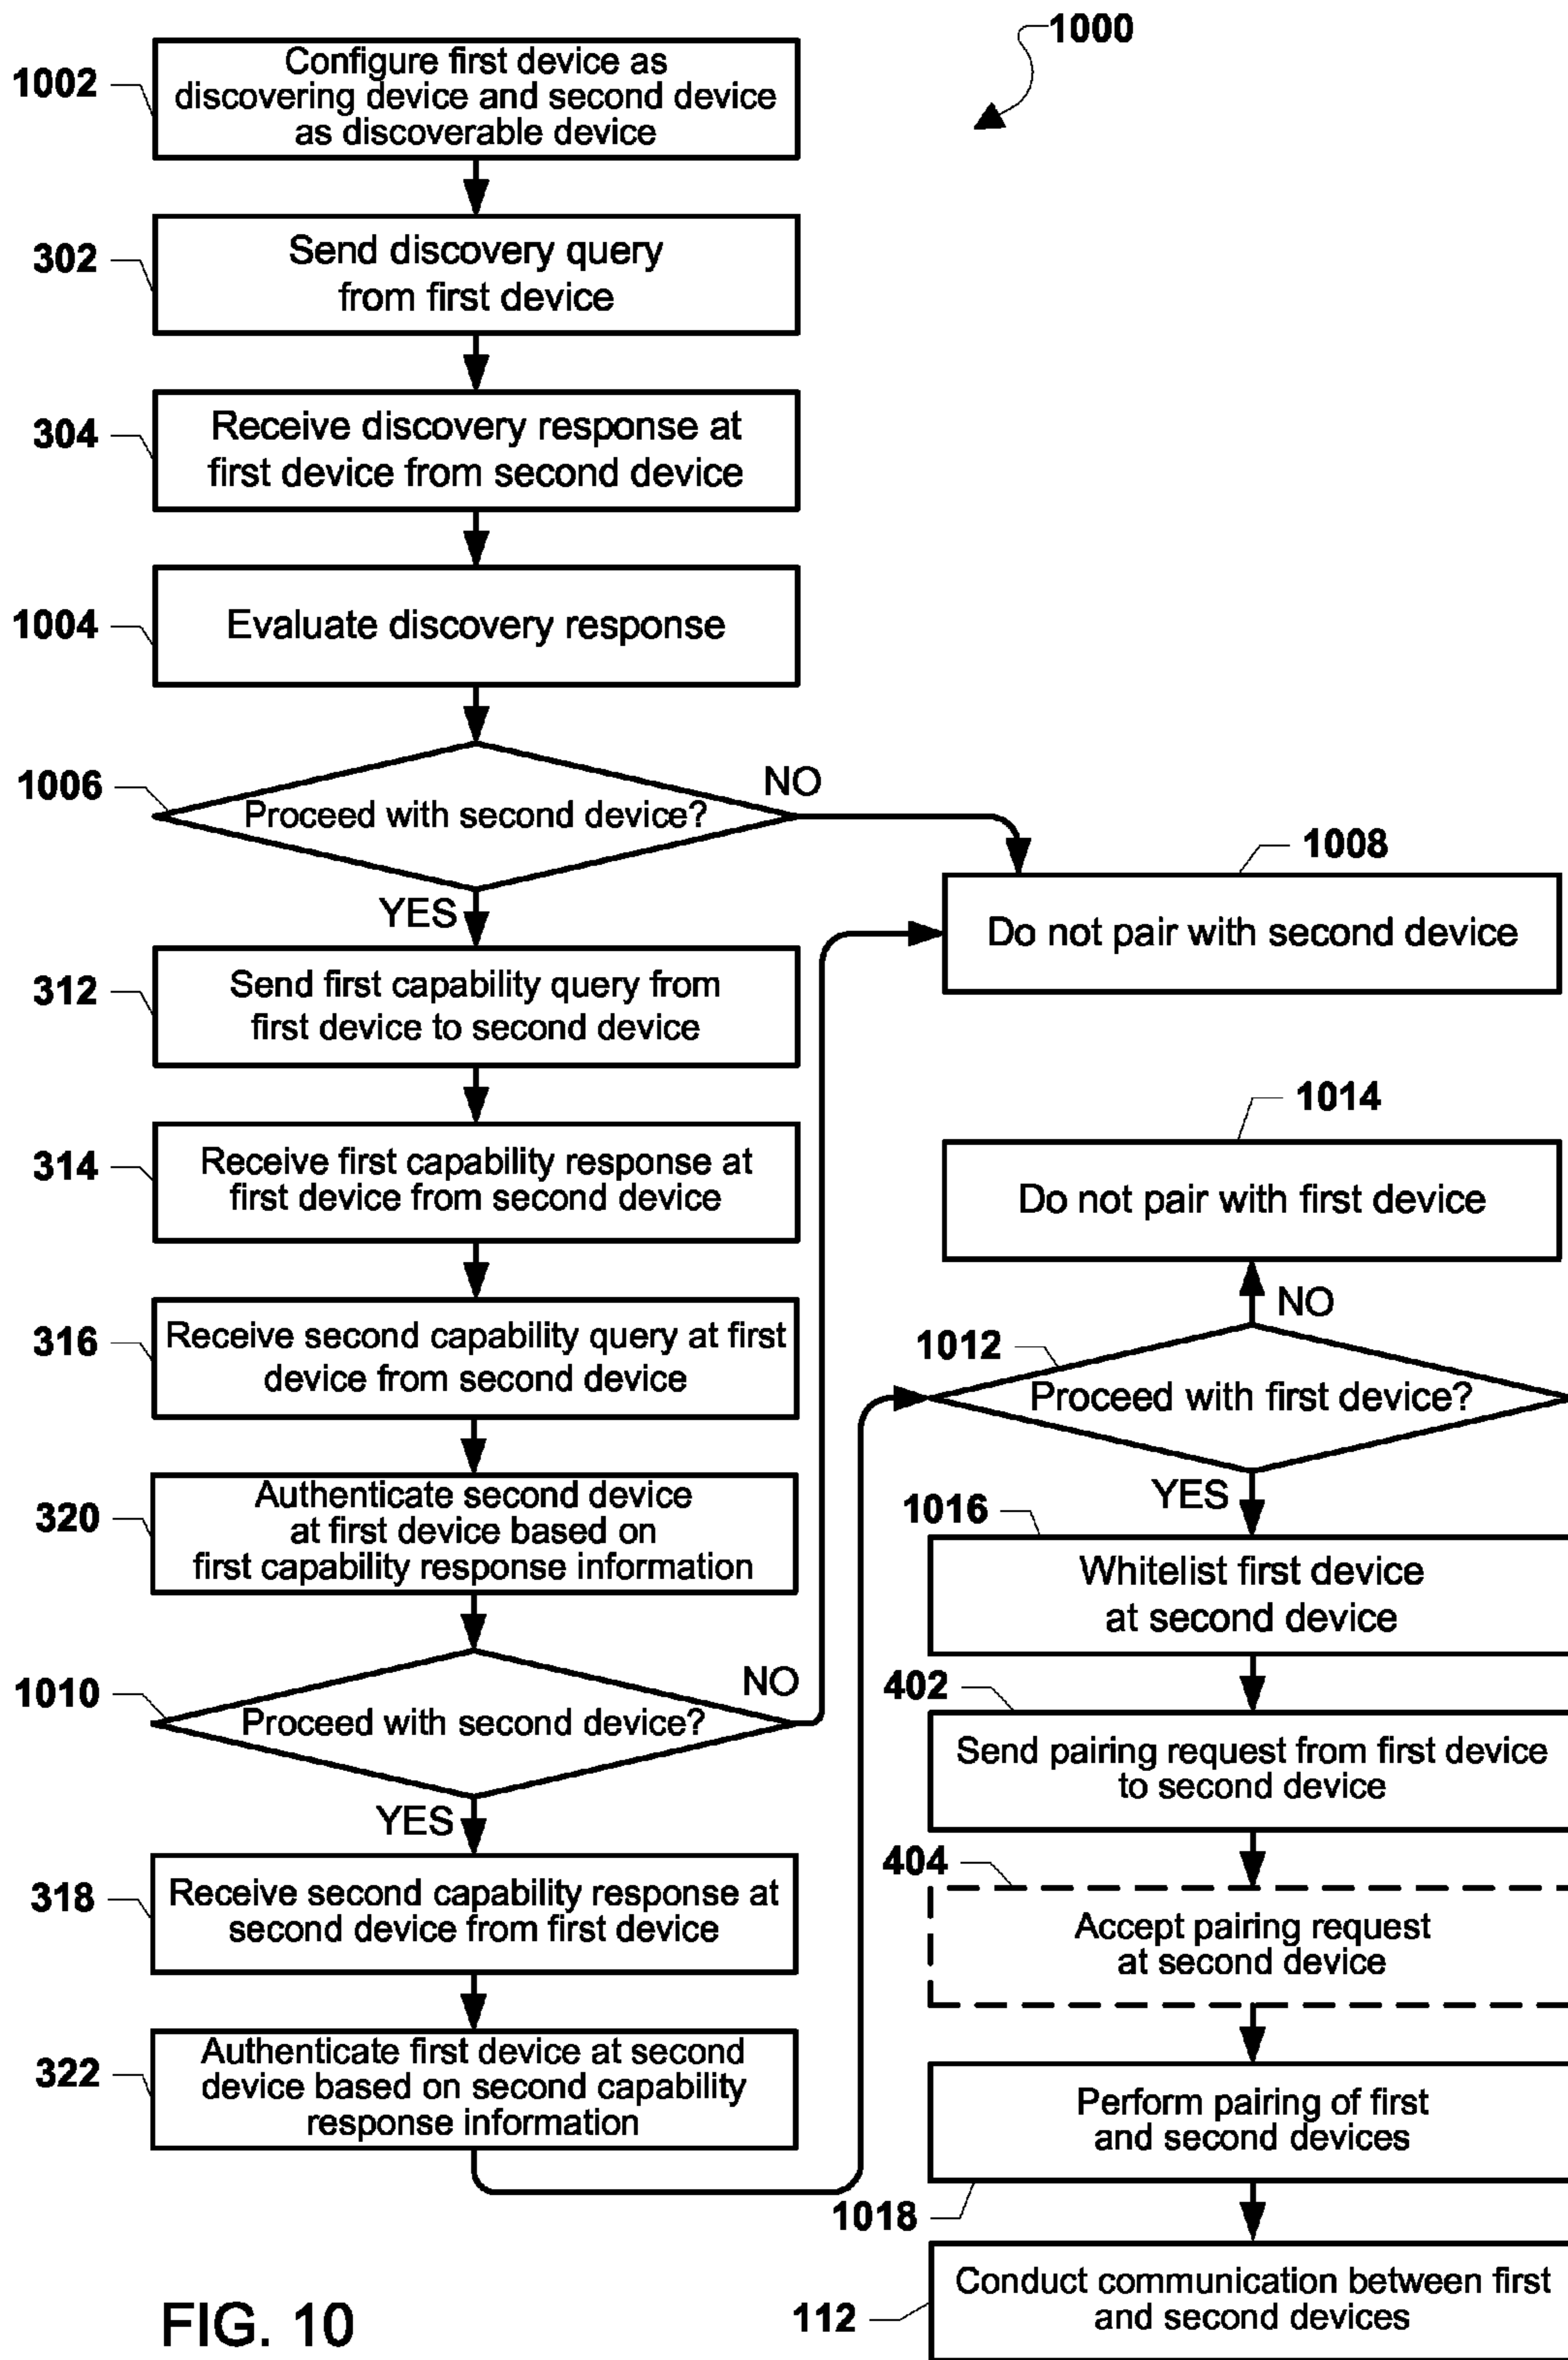 1000
1002
Configure first device as
discovering device and second device
as discoverable device
302
Send discovery query
from first device
304
Receive discovery response at
first device from second device
1004
Evaluate discovery response
1006
Proceed with second device?
NO
YES
1008
Do not pair with second device
312
Send first capability query from
first device to second device
314
Receive first capability response at
first device from second device
316
Receive second capability query at first
device from second device
320
Authenticate second device
at first device based on
first capability response information
1010
Proceed with second device?
NO
YES
318
Receive second capability response at
second device from first device
322
Authenticate first device at second
device based on second capability
response information
1014
Do not pair with first device
NO
1012
Proceed with first device?
YES
1016
Whitelist first device
at second device
402
Send pairing request from first device
to second device
404
Accept pairing request
at second device
Perform pairing of first
and second devices
1018
Conduct communication between first
and second devices
112
FIG. 10